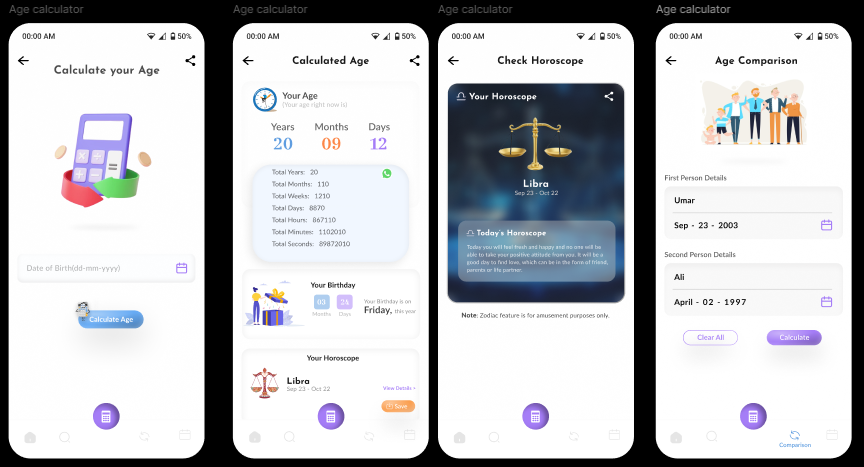 Age calculator
00:00 AM
50%
Calculate your Age
Date of Birth(dd-mm-yyyy)
Calculate Age
Age calculator
00:00 AM
50%
Calculated Age
Your Age
(Your age right now is)
Years Months Days
20 09 12
Total Years: 20
Total Months: 110
Total Weeks: 1210
Total Days: 8870
Total Hours: 867110
Total Minutes: 1102010
Total Seconds: 89872010
Your Birthday
03 24
Months Days
Your Birthday is on
Friday, this year
Your Horoscope
Libra
Sep 23 - Oct 22
View Details
Save
Age calculator
00:00 AM
50%
Check Horoscope
Your Horoscope
Libra
Sep 23 - Oct 22
Today's Horoscope
Today you will feel fresh and happy and no one will be
able to take your positive attitude from you. It will be a
good day to find love, which can be in the form of friend,
parents or life partner.
Note: Zodiac feature is for amusement purposes only.
Age calculator
00:00 AM
50%
Age Comparison
First Person Details
Umar
Sep - 23 - 2003
Second Person Details
Ali
April - 02 - 1997
Clear All
Calculate
Comparison